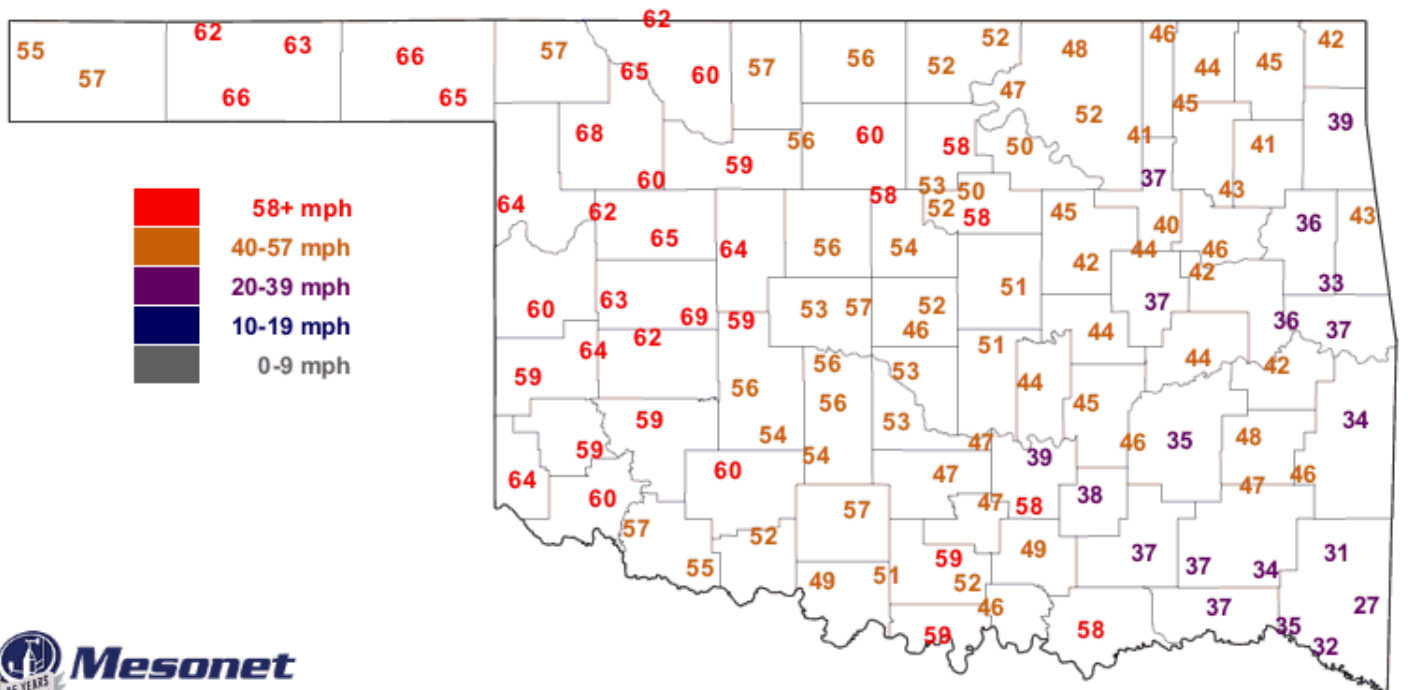 62
55 62 63 66 57 57 56 52 52 48 46 44 45 42
57 66 65 65 60 47 52 45 39
68 60 59 56 60 58 50 41 37 41
64 62 65 64 56 58 53 50 52 58 54 45 40 44 46 43 36 43
58+ mph
40-57 mph
20-39 mph
10-19 mph
0-9 mph
60 63 69 62 59 53 57 52 46 51 42 37 42 33 36 37
59 64 56 56 56 53 51 44 44 44 42 34
59 59 54 54 53 47 45 46 35 48 46
64 60 60 47 47 39 58 38 47
57 55 52 57 49 51 59 52 49 37 37 34 31
59 46 58 37 35 32 27
Mesonet
25 YEARS